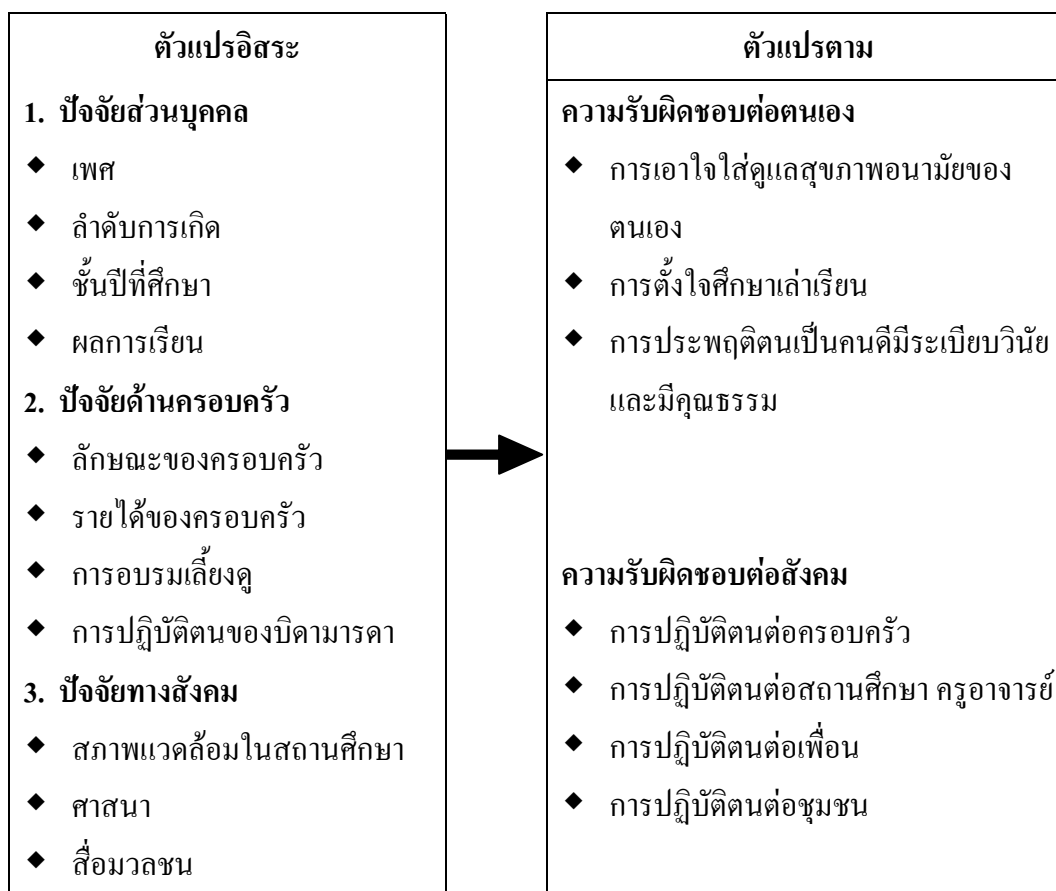 ตัวแปรอิสระ
1. ปัจจัยส่วนบุคคล
◆ เพศ
◆ ลำดับการเกิด
◆ ชั้นปีที่ศึกษา
◆ ผลการเรียน
2. ปัจจัยด้านครอบครัว
◆ ลักษณะของครอบครัว
◆ รายได้ของครอบครัว
◆ การอบรมเลี้ยงดู
◆ การปฏิบัติตนของบิดามารดา
3. ปัจจัยทางสังคม
◆ สภาพแวดล้อมในสถานศึกษา
◆ ศาสนา
◆ สื่อมวลชน
ตัวแปรตาม
ความรับผิดชอบต่อตนเอง
◆ การเอาใจใส่ดูแลสุขภาพอนามัยของ
ตนเอง
◆ การตั้งใจศึกษาเล่าเรียน
◆ การประพฤติตนเป็นคนดีมีระเบียบวินัย
และมีคุณธรรม
ความรับผิดชอบต่อสังคม
◆ การปฏิบัติตนต่อครอบครัว
◆ การปฏิบัติตนต่อสถานศึกษา ครูอาจารย์
◆ การปฏิบัติตนต่อเพื่อน
◆ การปฏิบัติตนต่อชุมชน